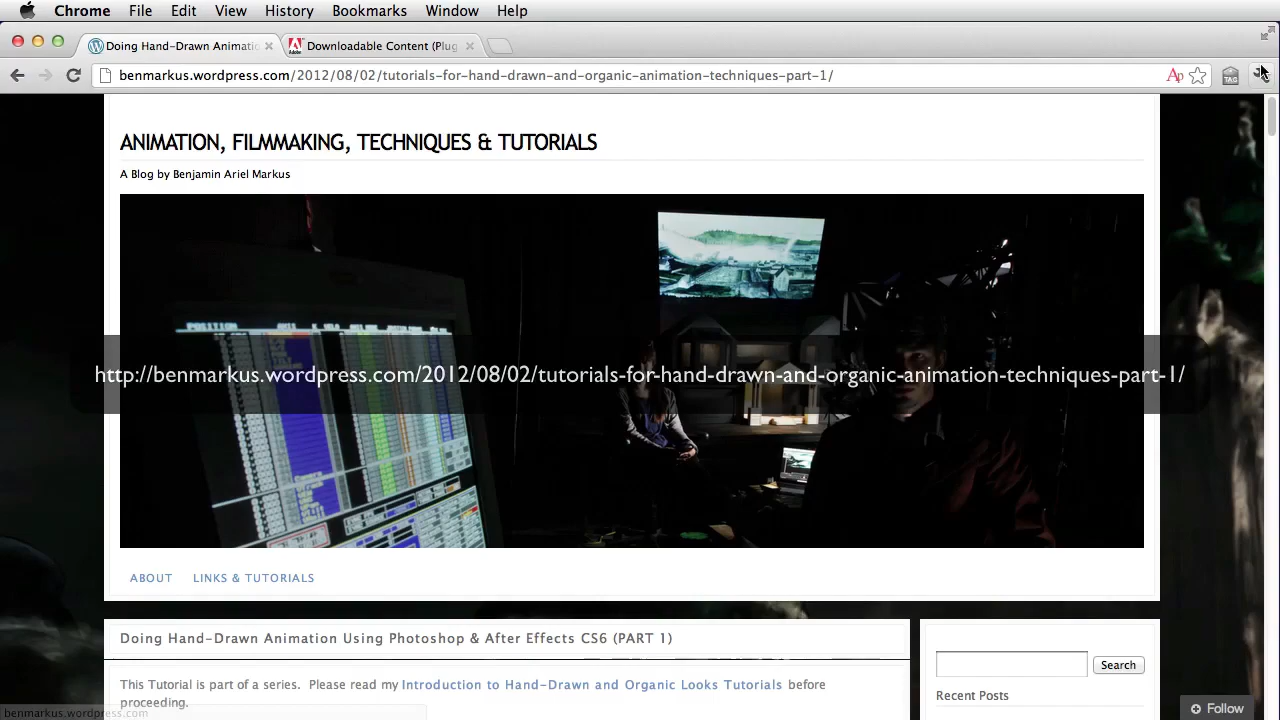 Chrome File Edit View History Bookmarks Window Help
Doing Hand-Drawn Animatic Downloadable Content (Plug
benmarkus.wordpress.com/2012/08/02/tutorials-for-hand-drawn-and-organic-animation-techniques-part-1/
TAG
ANIMATION, FILMMAKING, TECHNIQUES & TUTORIALS
A Blog by Benjamin Ariel Markus
POSITION
http://benmarkus.wordpress.com/2012/08/02/tutorials-for-hand-drawn-and-organic-animation-techniques-part-1/
ABOUT LINKS & TUTORIALS
Doing Hand-Drawn Animation Using Photoshop & After Effects CS6 (PART 1)
Search
This Tutorial is part of a series. Please read my Introduction to Hand-Drawn and Organic Looks Tutorials before
proceeding.
Recent Posts
Follow
benmarkus.wordpress.com